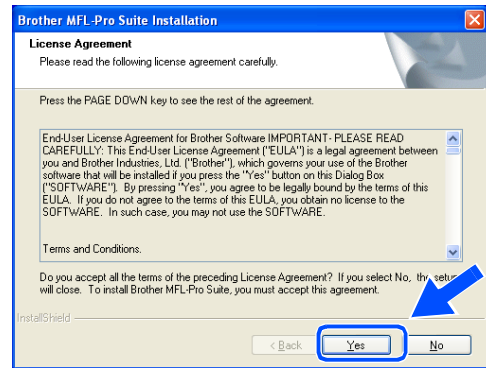 Brother MFL-Pro Suite Installation
License Agreement
Please read the following license agreement carefully.
Press the PAGE DOWN key to see the rest of the agreement.
End-User License Agreement for Brother Software IMPORTANT- PLEASE READ
CAREFULLY: This End-User License Agreement ("EULA") is a legal agreement between
you and Brother Industries, Ltd. ("Brother"), which governs your use of the Brother
software that will be installed if you press the "Yes" button on this Dialog Box
("SOFTWARE"). By pressing "Yes", you agree to be legally bound by the terms of this
EULA. If you do not agree to the terms of this EULA, you obtain no license to the
SOFTWARE. In such case, you may not use the SOFTWARE.
Terms and Conditions.
Do you accept all the terms of the preceding License Agreement? If you select No, the setup
will close. To install Brother MFL-Pro Suite, you must accept this agreement.
InstallShield
< Back Yes No